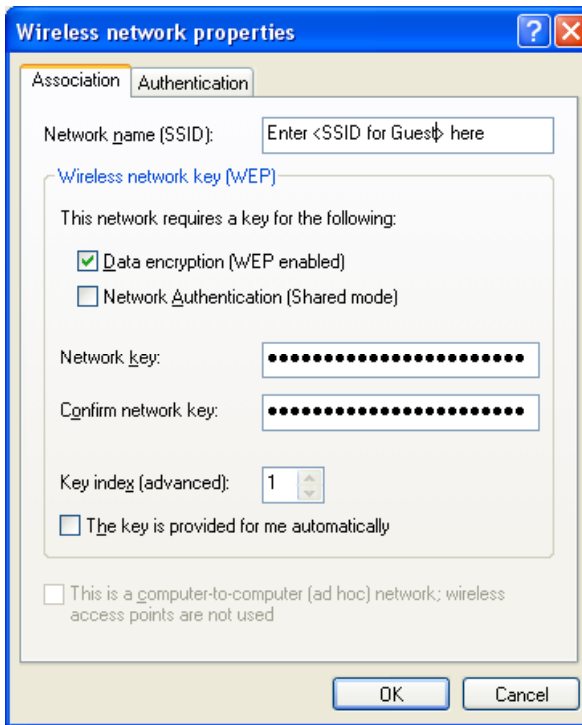 Wireless network properties
Association
Authentication
Network name (SSID):
Enter <SSID for Guest> here
Wireless network key (WEP)
This network requires a key for the following:
Data encryption (WEP enabled)
Network Authentication (Shared mode)
Network key:
●●●●●●●●●●●●●●●●●●●●●●●
Confirm network key:
●●●●●●●●●●●●●●●●●●●●●●●
Key index (advanced):
1
The key is provided for me automatically
This is a computer-to-computer (ad hoc) network; wireless
access points are not used
OK
Cancel